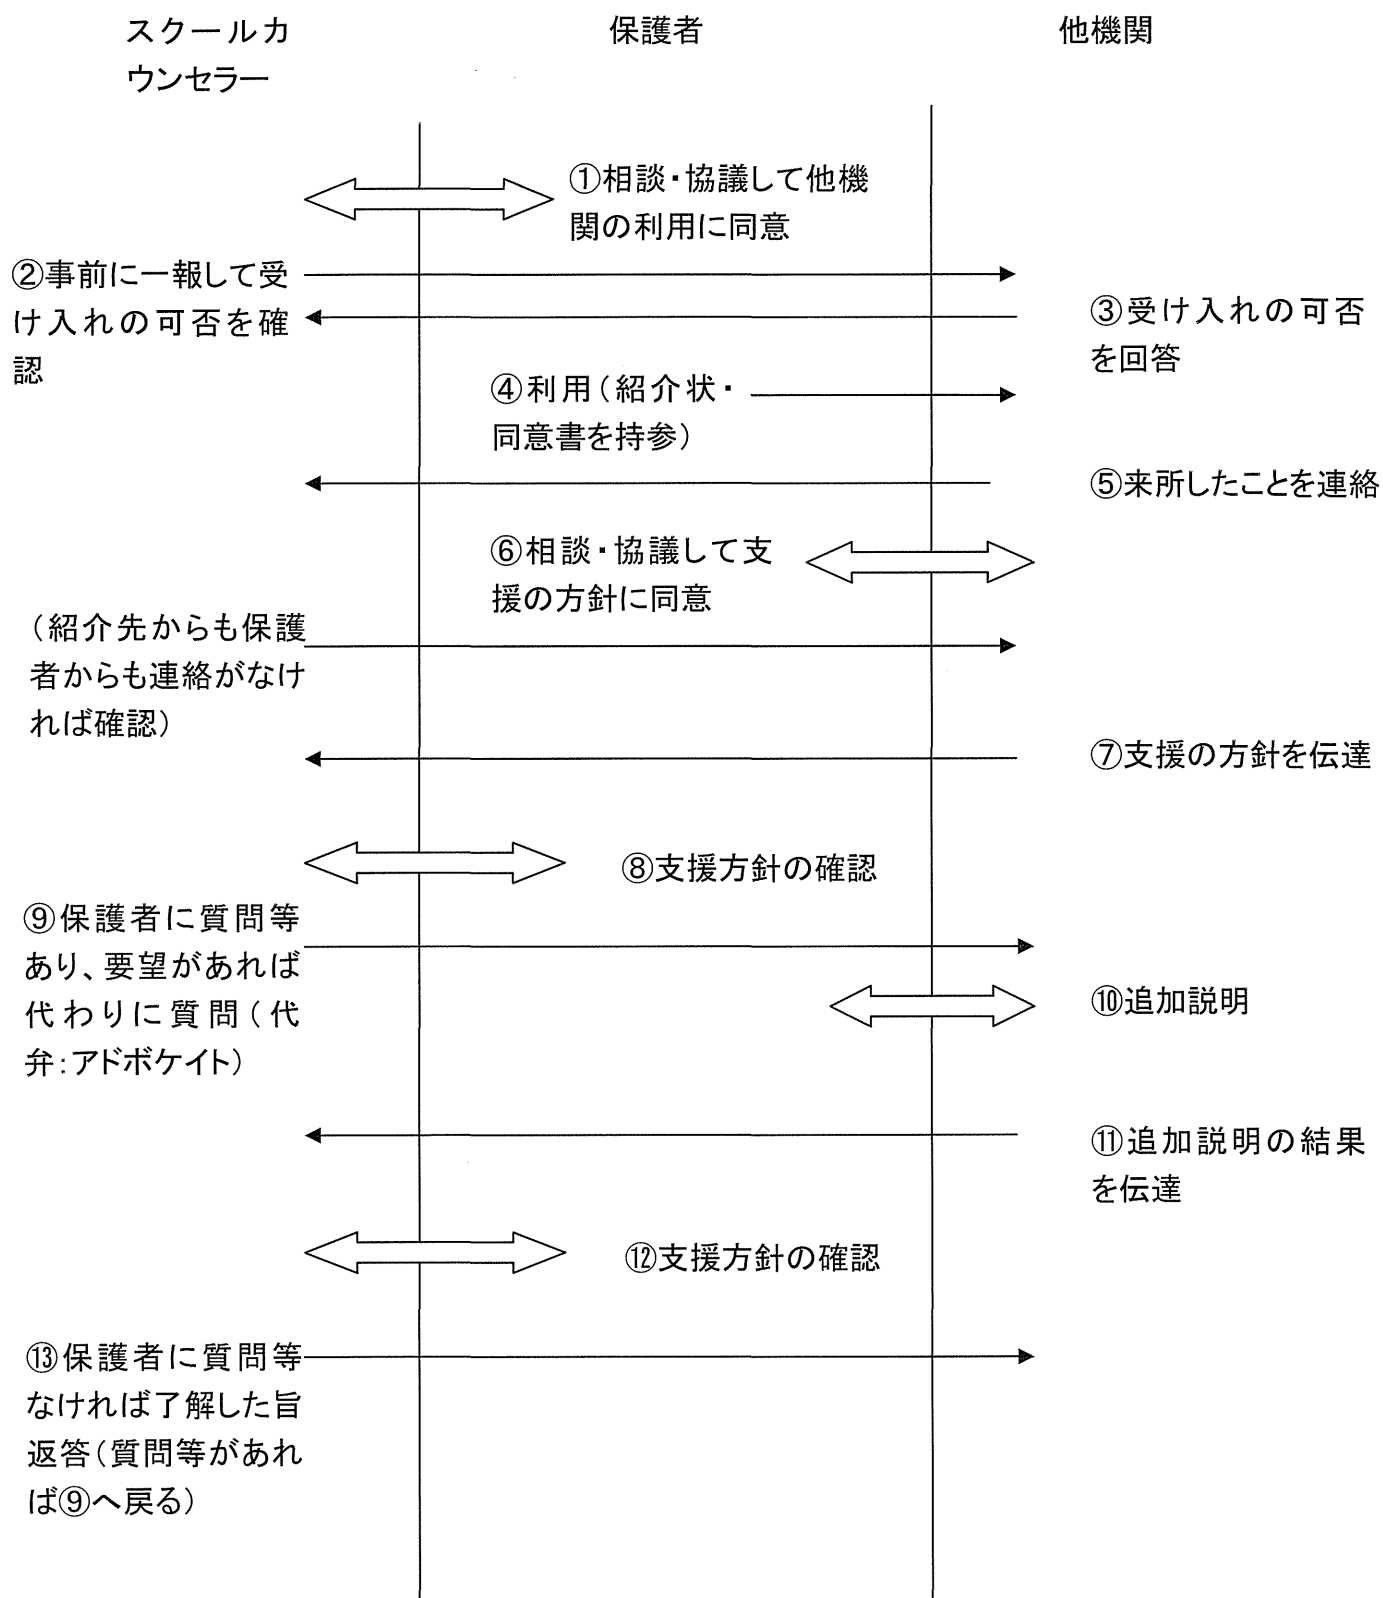 スクールカ
ウンセラー
保護者
他機関
①相談・協議して他機
関の利用に同意
②事前に一報して受
け入れの可否を確
認
③受け入れの可否
を回答
④利用(紹介状・
同意書を持参)
⑤来所したことを連絡
⑥相談・協議して支
援の方針に同意
(紹介先からも保護
者からも連絡がなけ
れば確認)
⑦支援の方針を伝達
⑧支援方針の確認
⑨保護者に質問等
あり、要望があれば
代わりに質問(代
弁:アドボケイト)
⑩追加説明
⑪追加説明の結果
を伝達
⑫支援方針の確認
⑬保護者に質問等
なければ了解した旨
返答(質問等があれ
ば⑨へ戻る)